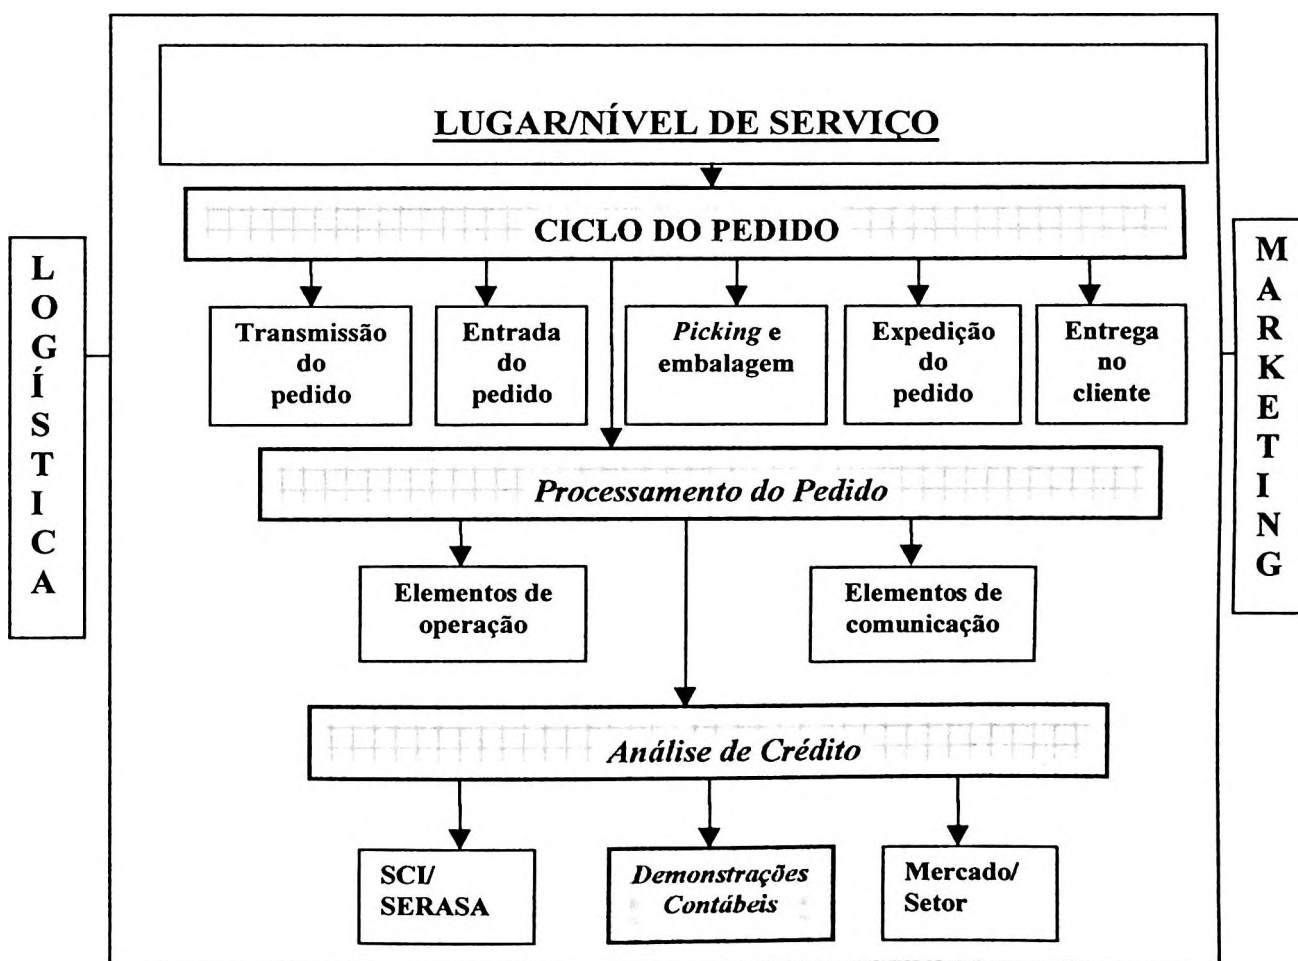 LUGAR/NÍVEL DE SERVIÇO
CICLO DO PEDIDO
Transmissão
do
pedido
Entrada
do
pedido
Picking e
embalagem
Expedição
do
pedido
Entrega
no
cliente
Processamento do Pedido
Elementos de
operação
Elementos de
comunicação
Análise de Crédito
SCI/
SERASA
Demonstrações
Contábeis
Mercado/
Setor
L
O
G
Í
S
T
I
C
A
M
A
R
K
E
T
I
N
G